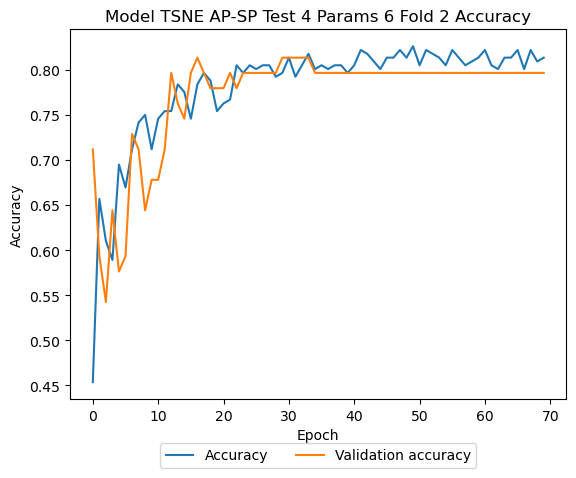 Model TSNE AP-SP Test 4 Params 6 Fold 2 Accuracy
Accuracy
0.80
0.75
0.70
0.65
0.60
0.55
0.50
0.45
0 10 20 30 40 50 60 70
Epoch
Accuracy Validation accuracy